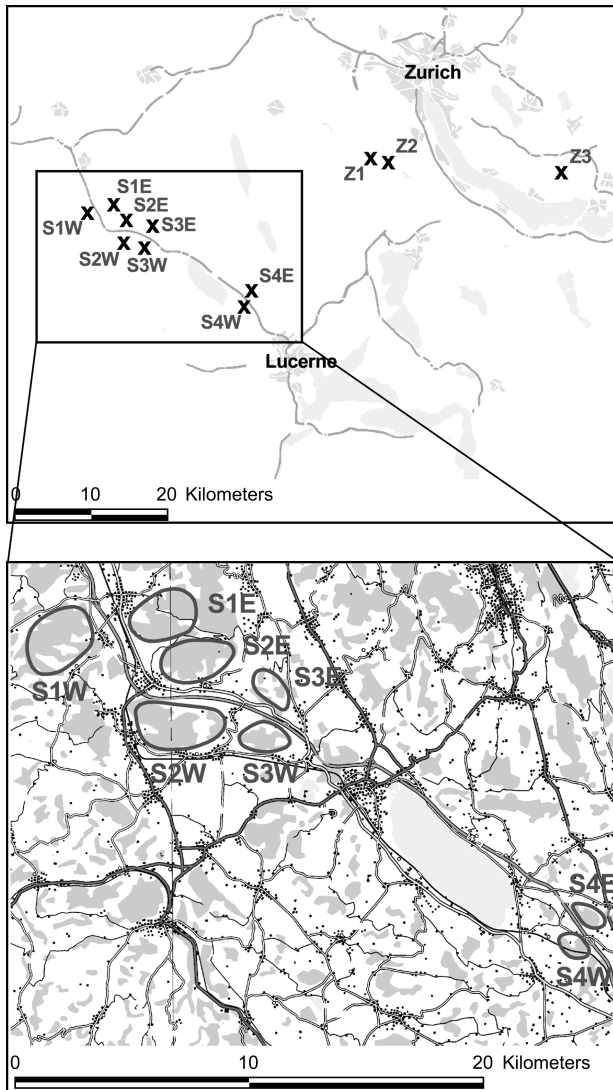 Zurich
Z1
Z2
Z3
S1E
S2E
S1W
S3E
S2W
S3W
S4E
S4W
Lucerne
0 10 20 Kilometers
S1E
S2E
S1W
S3E
S2W
S3W
S4E
S4W
0 10 20 Kilometers